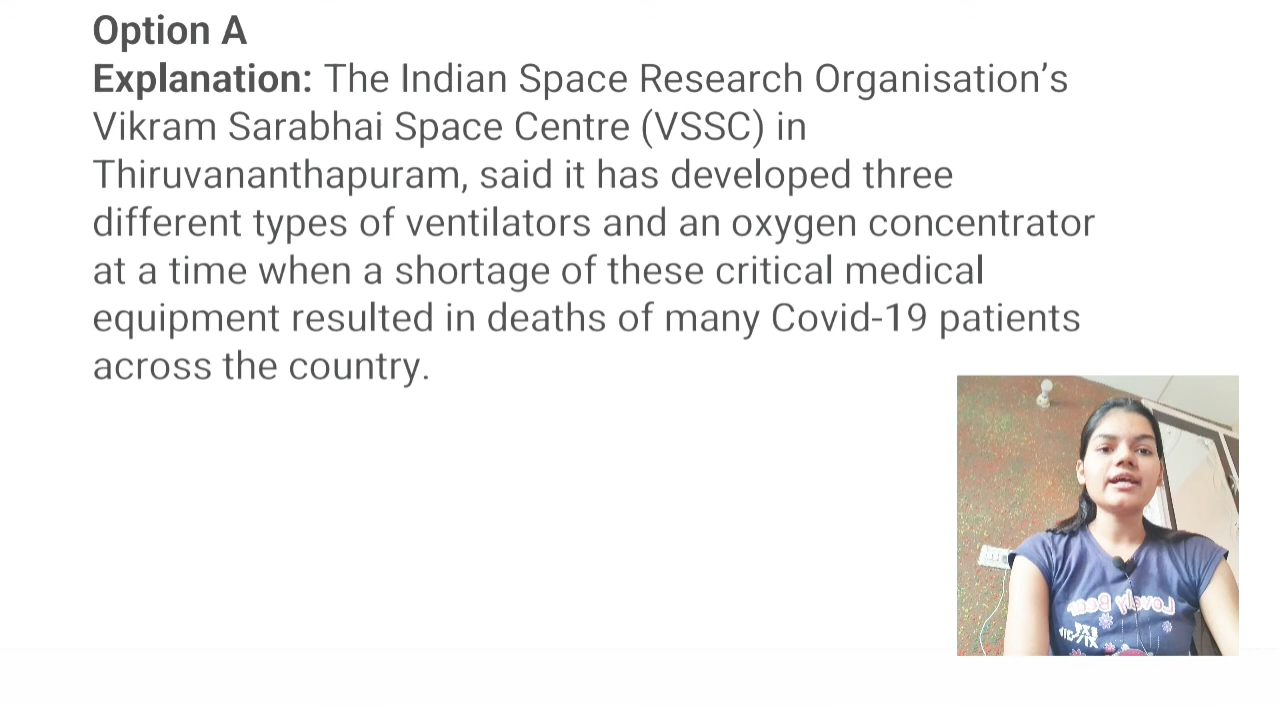 Option A
Explanation: The Indian Space Research Organisation’s
Vikram Sarabhai Space Centre (VSSC) in
Thiruvananthapuram, said it has developed three
different types of ventilators and an oxygen concentrator
at a time when a shortage of these critical medical
equipment resulted in deaths of many Covid-19 patients
across the country.
Lovely Bear